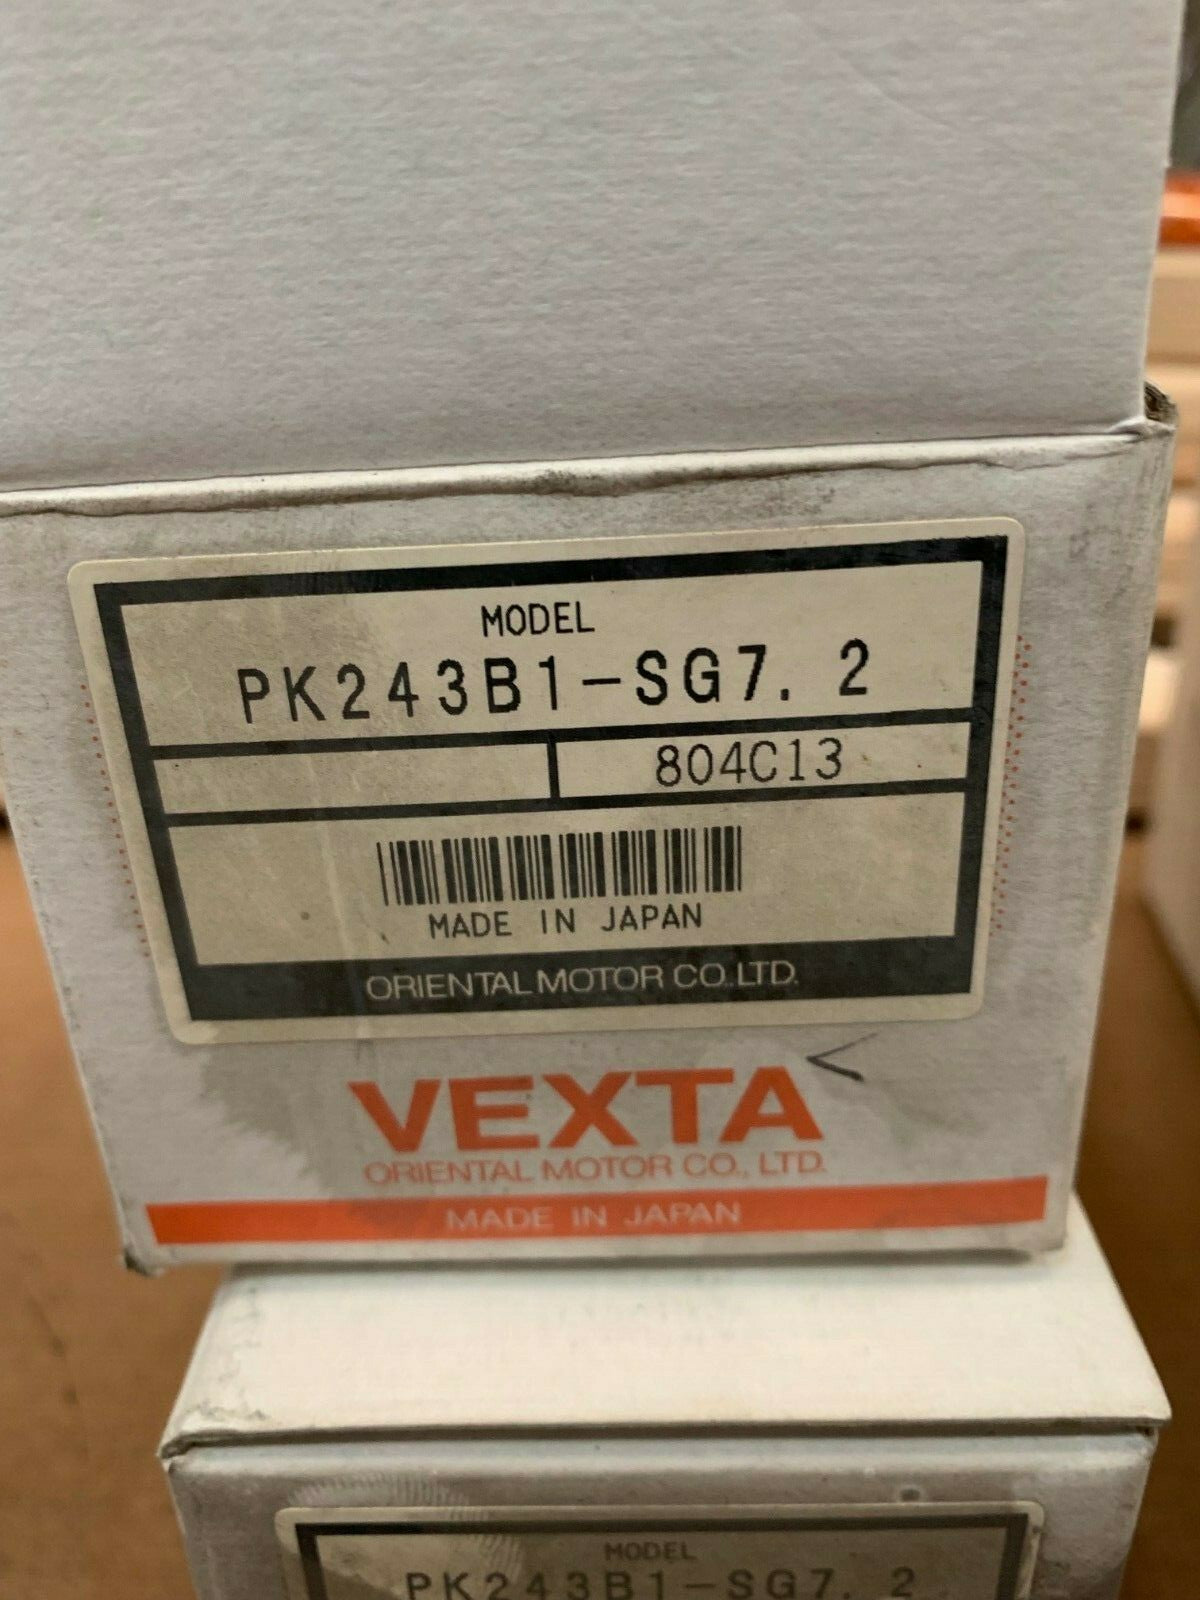 MODEL
PK243B1-SG7. 2
804C13
MADE IN JAPAN
ORIENTAL MOTOR CO.,LTD.
VEXTA
ORIENTAL MOTOR CO., LTD.
MADE IN JAPAN
MODEL
PK243B1-SG7. 2